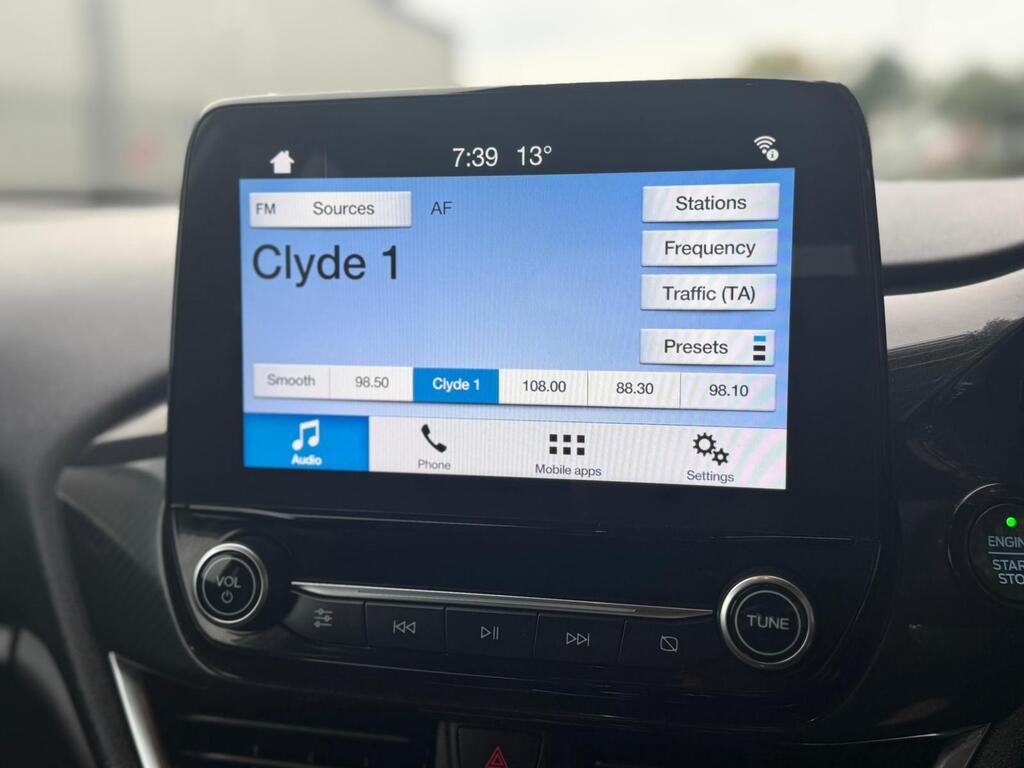 7:39 13°
FM Sources AF
Stations
Clyde 1
Frequency
Traffic (TA)
Presets
Smooth 98.50 Clyde 1 108.00 88.30 98.10
Audio Phone Mobile apps Settings
VOL
TUNE
ENGIN
STAR
STO